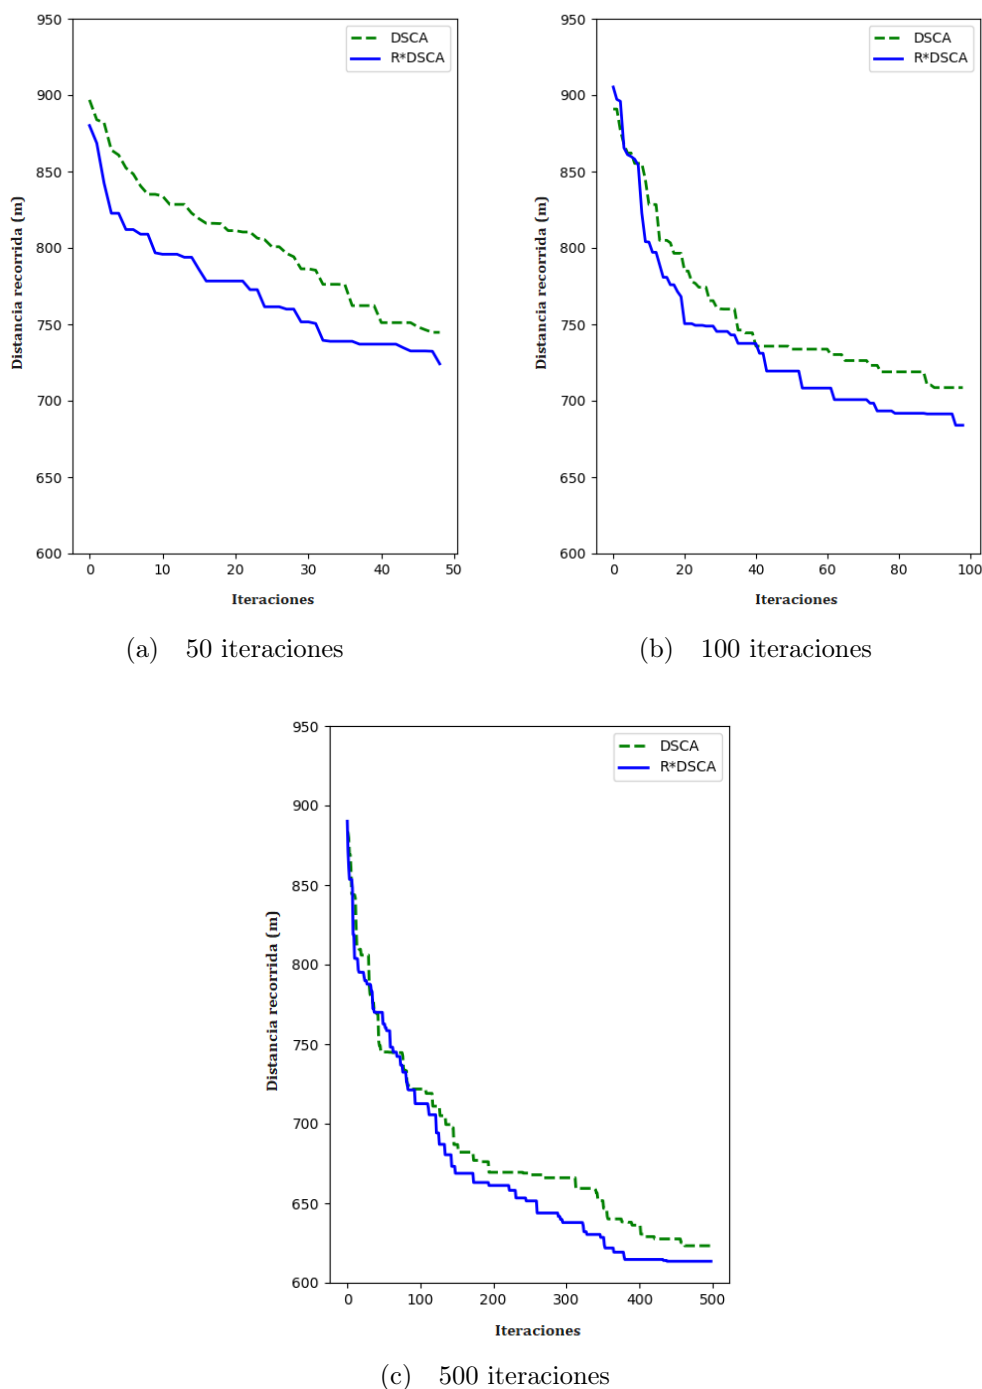 950
900
850
800
750
700
650
600
Distancia recorrida (m)
DSCA
R*DSCA
0 10 20 30 40 50
Iteraciones
(a) 50 iteraciones
950
900
850
800
750
700
650
600
Distancia recorrida (m)
DSCA
R*DSCA
0 20 40 60 80 100
Iteraciones
(b) 100 iteraciones
950
900
850
800
750
700
650
600
Distancia recorrida (m)
DSCA
R*DSCA
0 100 200 300 400 500
Iteraciones
(c) 500 iteraciones